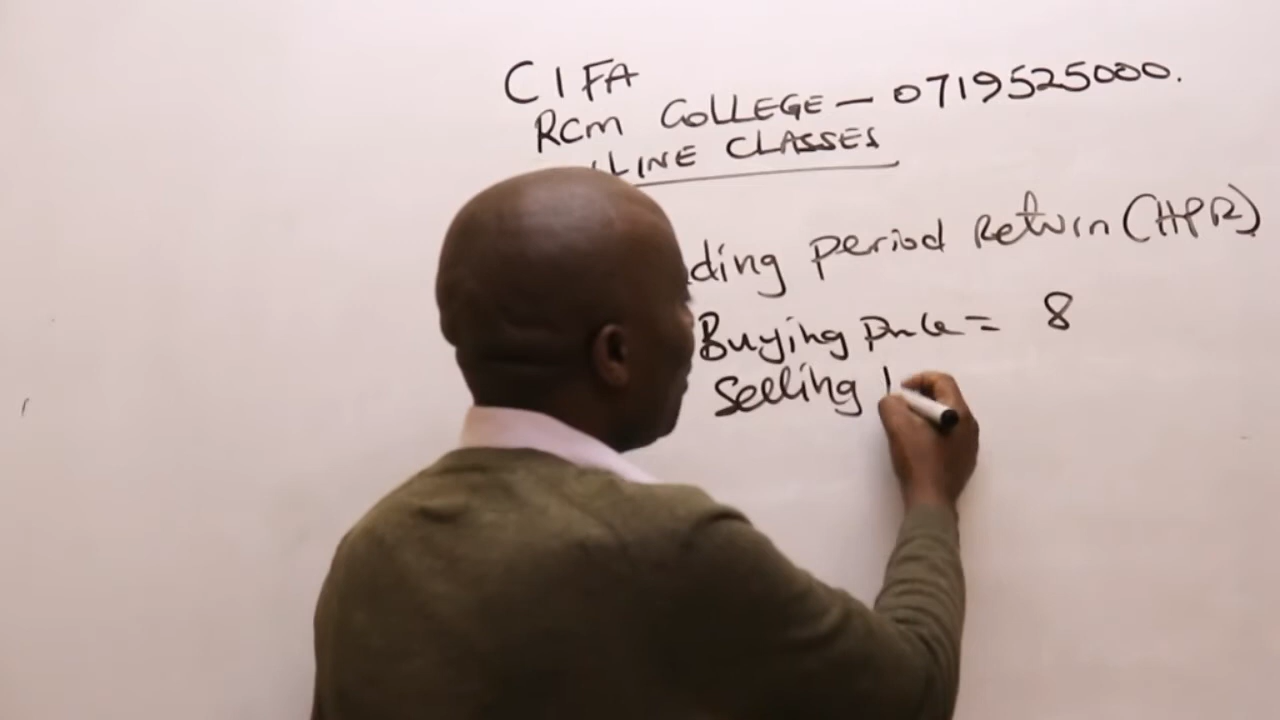 CIFA
RCM COLLEGE - 0719525000.
LINE CLASSES
ding period Return (HPR)
Buying price = 8
Selling